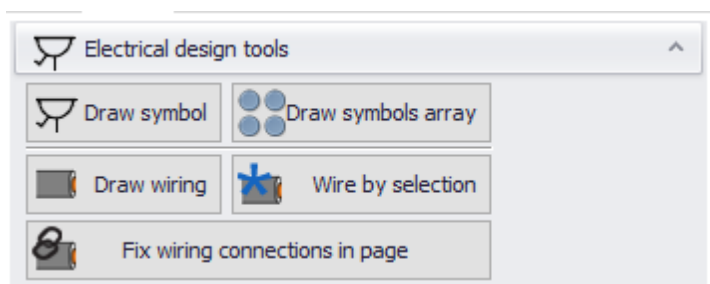 Electrical design tools
Draw symbol Draw symbols array
Draw wiring Wire by selection
Fix wiring connections in page